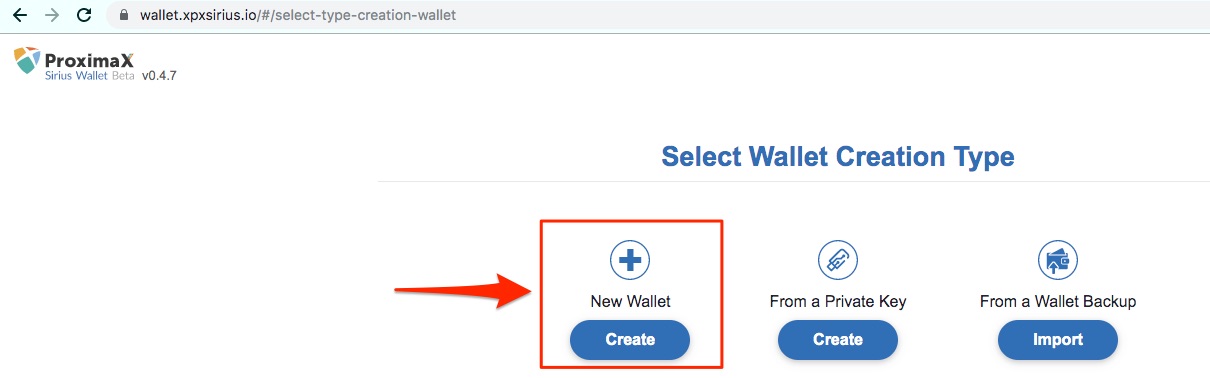 wallet.xpxsirius.io/#/select-type-creation-wallet
ProximaX
Sirius Wallet Beta v0.4.7
Select Wallet Creation Type
New Wallet From a Private Key From a Wallet Backup
Create Create Import